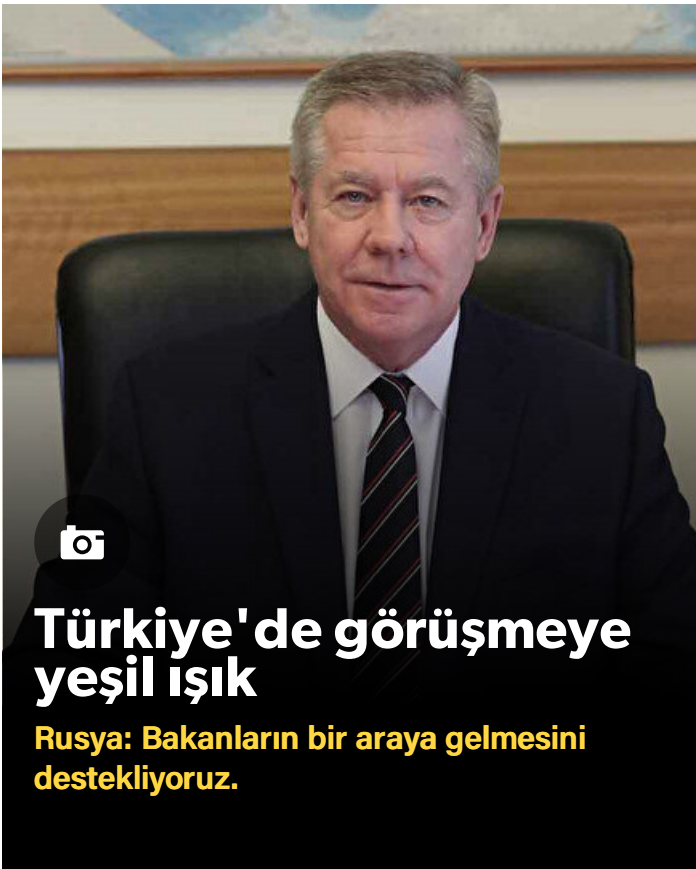 Türkiye'de görüşmeye
yeşil ışık
Rusya: Bakanların bir araya gelmesini
destekliyoruz.